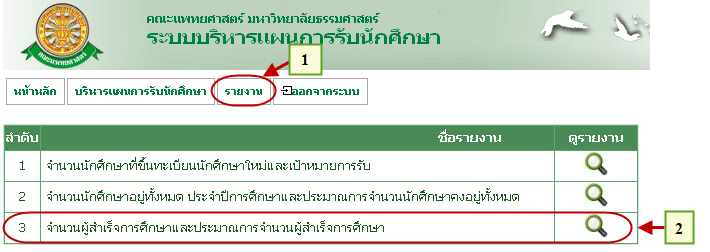 คณะแพทยศาสตร์ มหาวิทยาลัยธรรมศาสตร์
ระบบบริหารแผนการรับนักศึกษา
1
หน้าหลัก บริหารแผนการรับนักศึกษา รายงาน ออกจากระบบ
ลำดับ ชื่อรายงาน ดูรายงาน
1 จำนวนนักศึกษาที่ขึ้นทะเบียนนักศึกษาใหม่และเป้าหมายการรับ
2 จำนวนนักศึกษาอยู่ทั้งหมด ประจำปีการศึกษาและประมาณการจำนวนนักศึกษาคงอยู่ทั้งหมด
3 จำนวนผู้สำเร็จการศึกษาและประมาณการจำนวนผู้สำเร็จการศึกษา
2